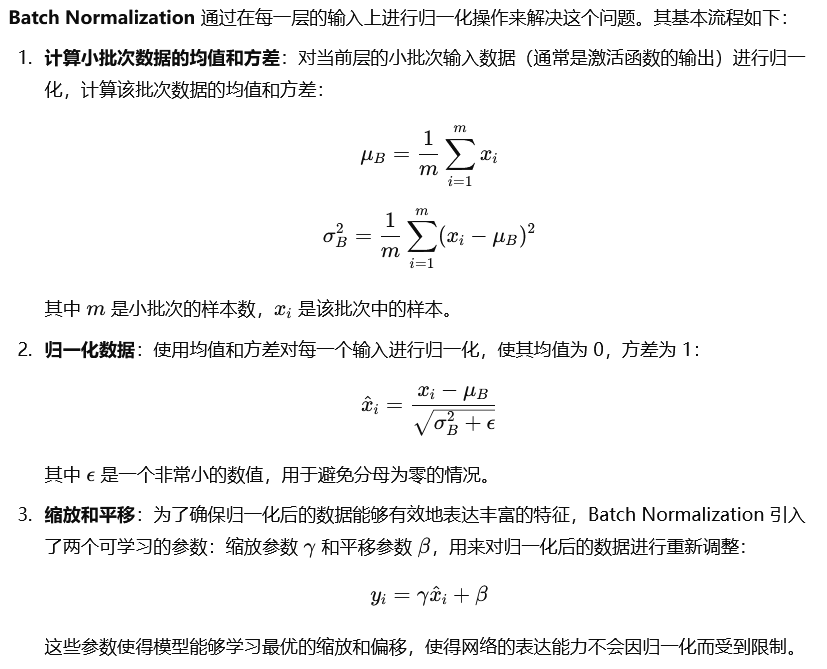 Batch Normalization 通过在每一层的输入上进行归一化操作来解决这个问题。其基本流程如下：
1. 计算小批次数据的均值和方差：对当前层的小批次输入数据（通常是激活函数的输出）进行归一
化，计算该批次数据的均值和方差：
μ_B = \frac{1}{m} \sum_{i=1}^{m} x_i
σ_B^2 = \frac{1}{m} \sum_{i=1}^{m} (x_i − μ_B)^2
其中 m 是小批次的样本数，x_i 是该批次中的样本。
2. 归一化数据：使用均值和方差对每一个输入进行归一化，使其均值为 0，方差为 1：
\hat{x}_i = \frac{x_i − μ_B}{\sqrt{σ_B^2 + ϵ}}
其中 ϵ 是一个非常小的数值，用于避免分母为零的情况。
3. 缩放和平移：为了确保归一化后的数据能够有效地表达丰富的特征，Batch Normalization 引入
了两个可学习的参数：缩放参数 γ 和平移参数 β，用来对归一化后的数据进行重新调整：
y_i = γ\hat{x}_i + β
这些参数使得模型能够学习最优的缩放和偏移，使得网络的表达能力不会因归一化而受到限制。